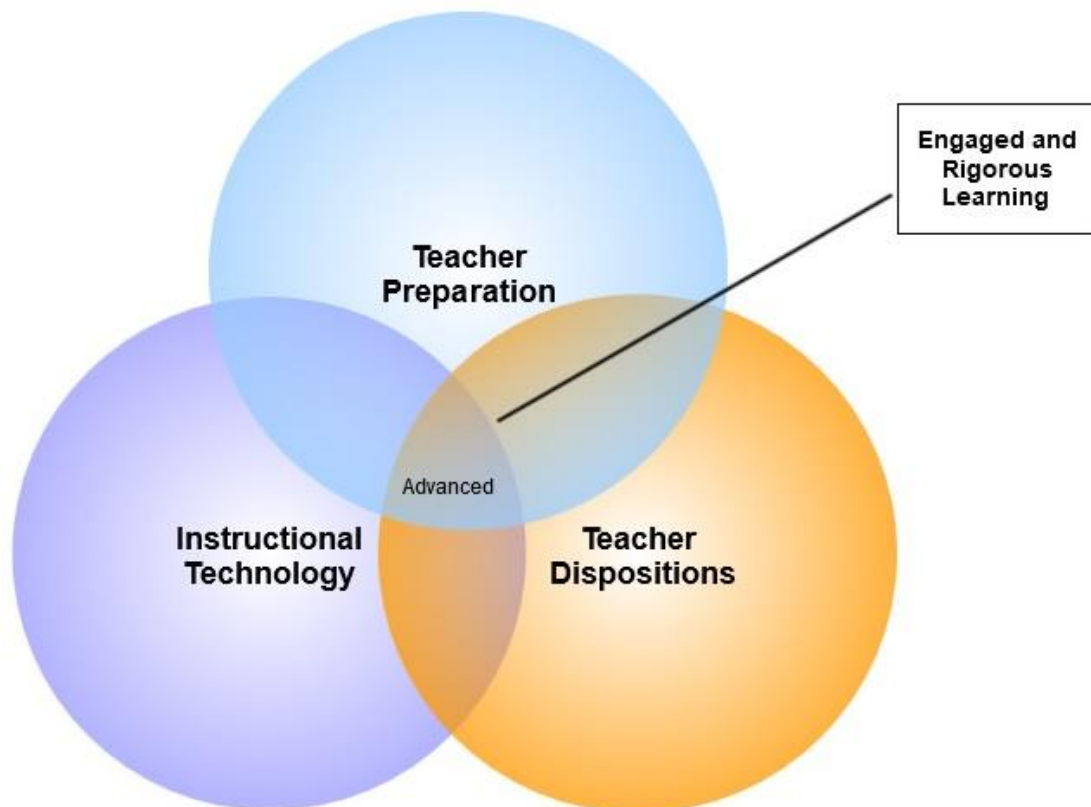 Engaged and
Rigorous
Learning
Teacher
Preparation
Advanced
Instructional
Technology
Teacher
Dispositions